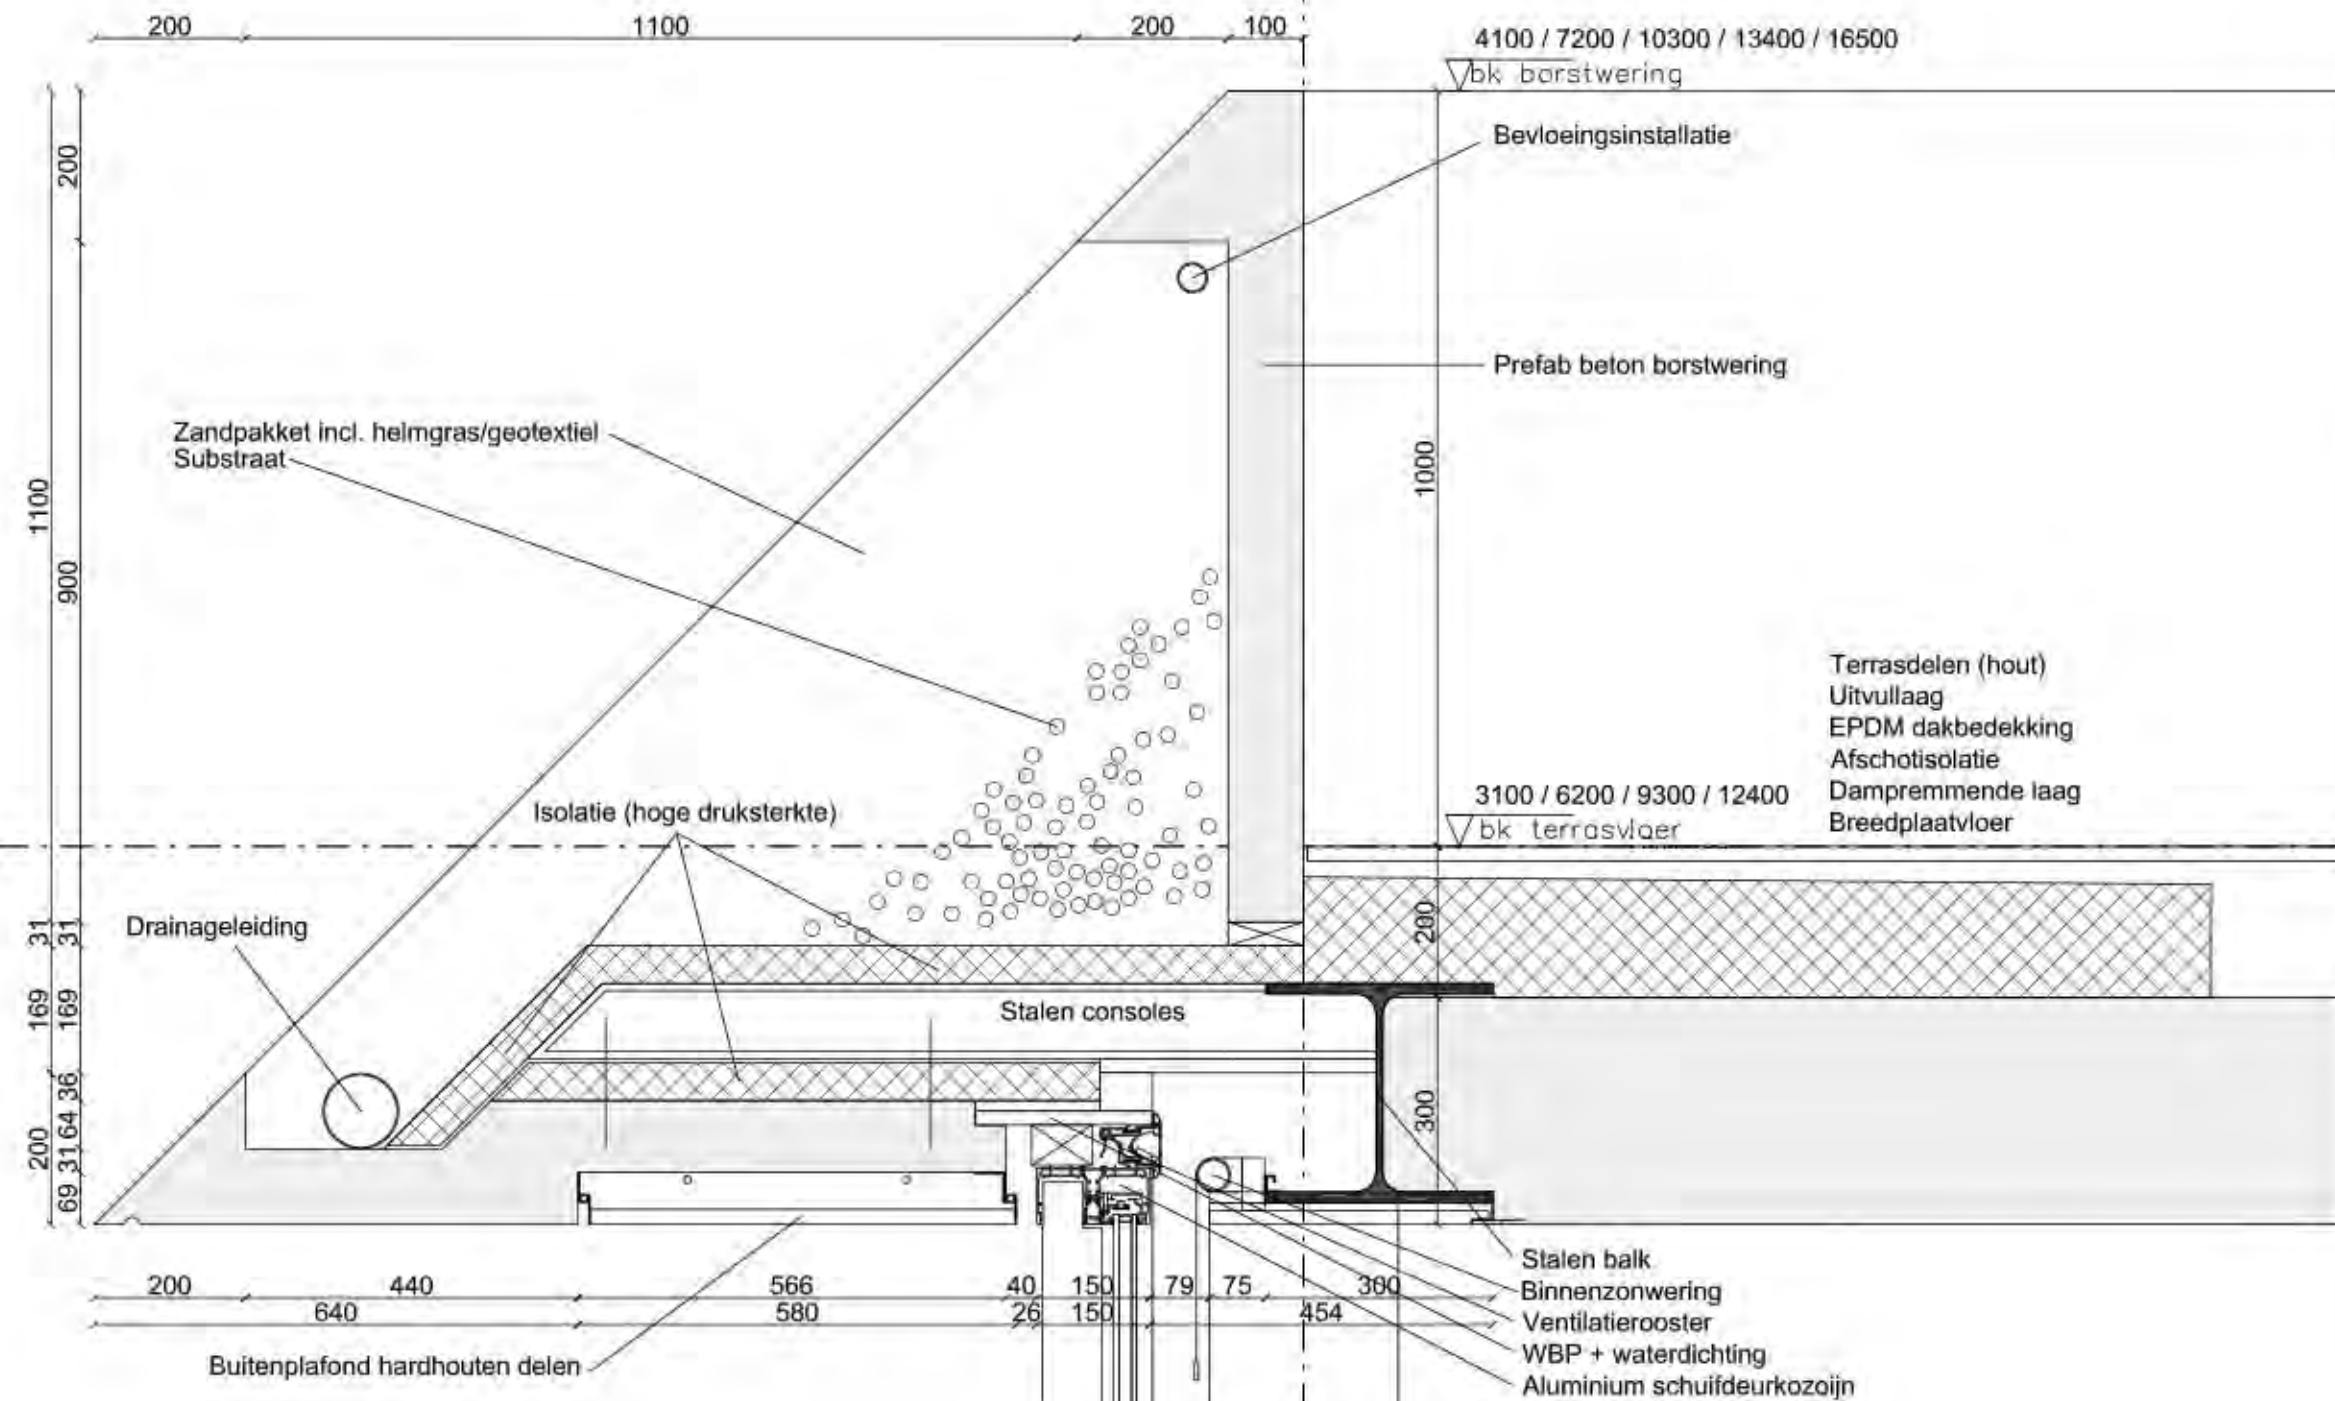 200 1100 200 100
4100 / 7200 / 10300 / 13400 / 16500
bk borstwering
Bevloeingsinstallatie
200
Prefab beton borstwering
Zandpakket incl. helmgras/geotextiel
Substraat
1000
1100
900
Terrasdelen (hout)
Uitvullaag
EPDM dakbedekking
Afschotisolatie
Dampremmende laag
Breedplaatvloer
Isolatie (hoge druksterkte)
3100 / 6200 / 9300 / 12400
bk terrasvloer
Drainageleiding
31 31
200
169 169
Stalen consoles
36
64
300
200
31
69
Stalen balk
200 440 566 40 150 79 75 300
Binnenzonwering
640 580 26 150 454
Ventilatierooster
WBP + waterdichting
Buitenplafond hardhouten delen
Aluminium schuifdeurkozoijn